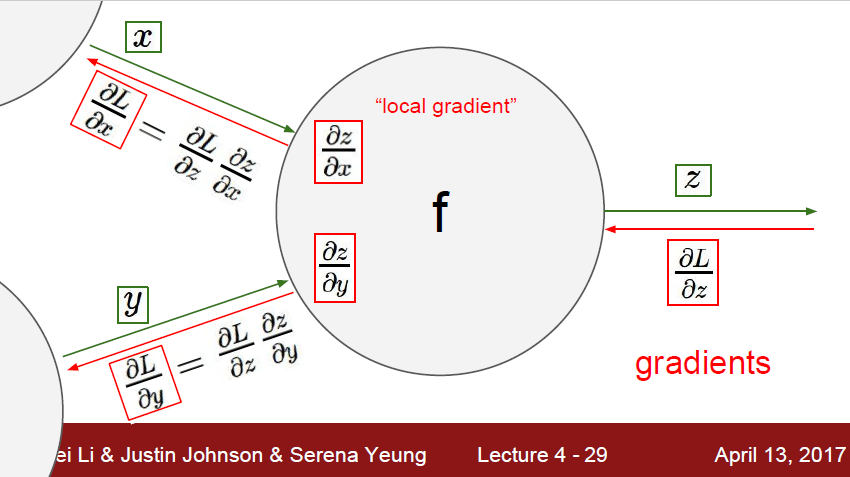 x
∂L/∂x = ∂L/∂z ∂z/∂x
"local gradient"
∂z/∂x
f
z
∂z/∂y
∂L/∂z
y
∂L/∂y = ∂L/∂z ∂z/∂y
gradients
ei Li & Justin Johnson & Serena Yeung
Lecture 4 - 29
April 13, 2017